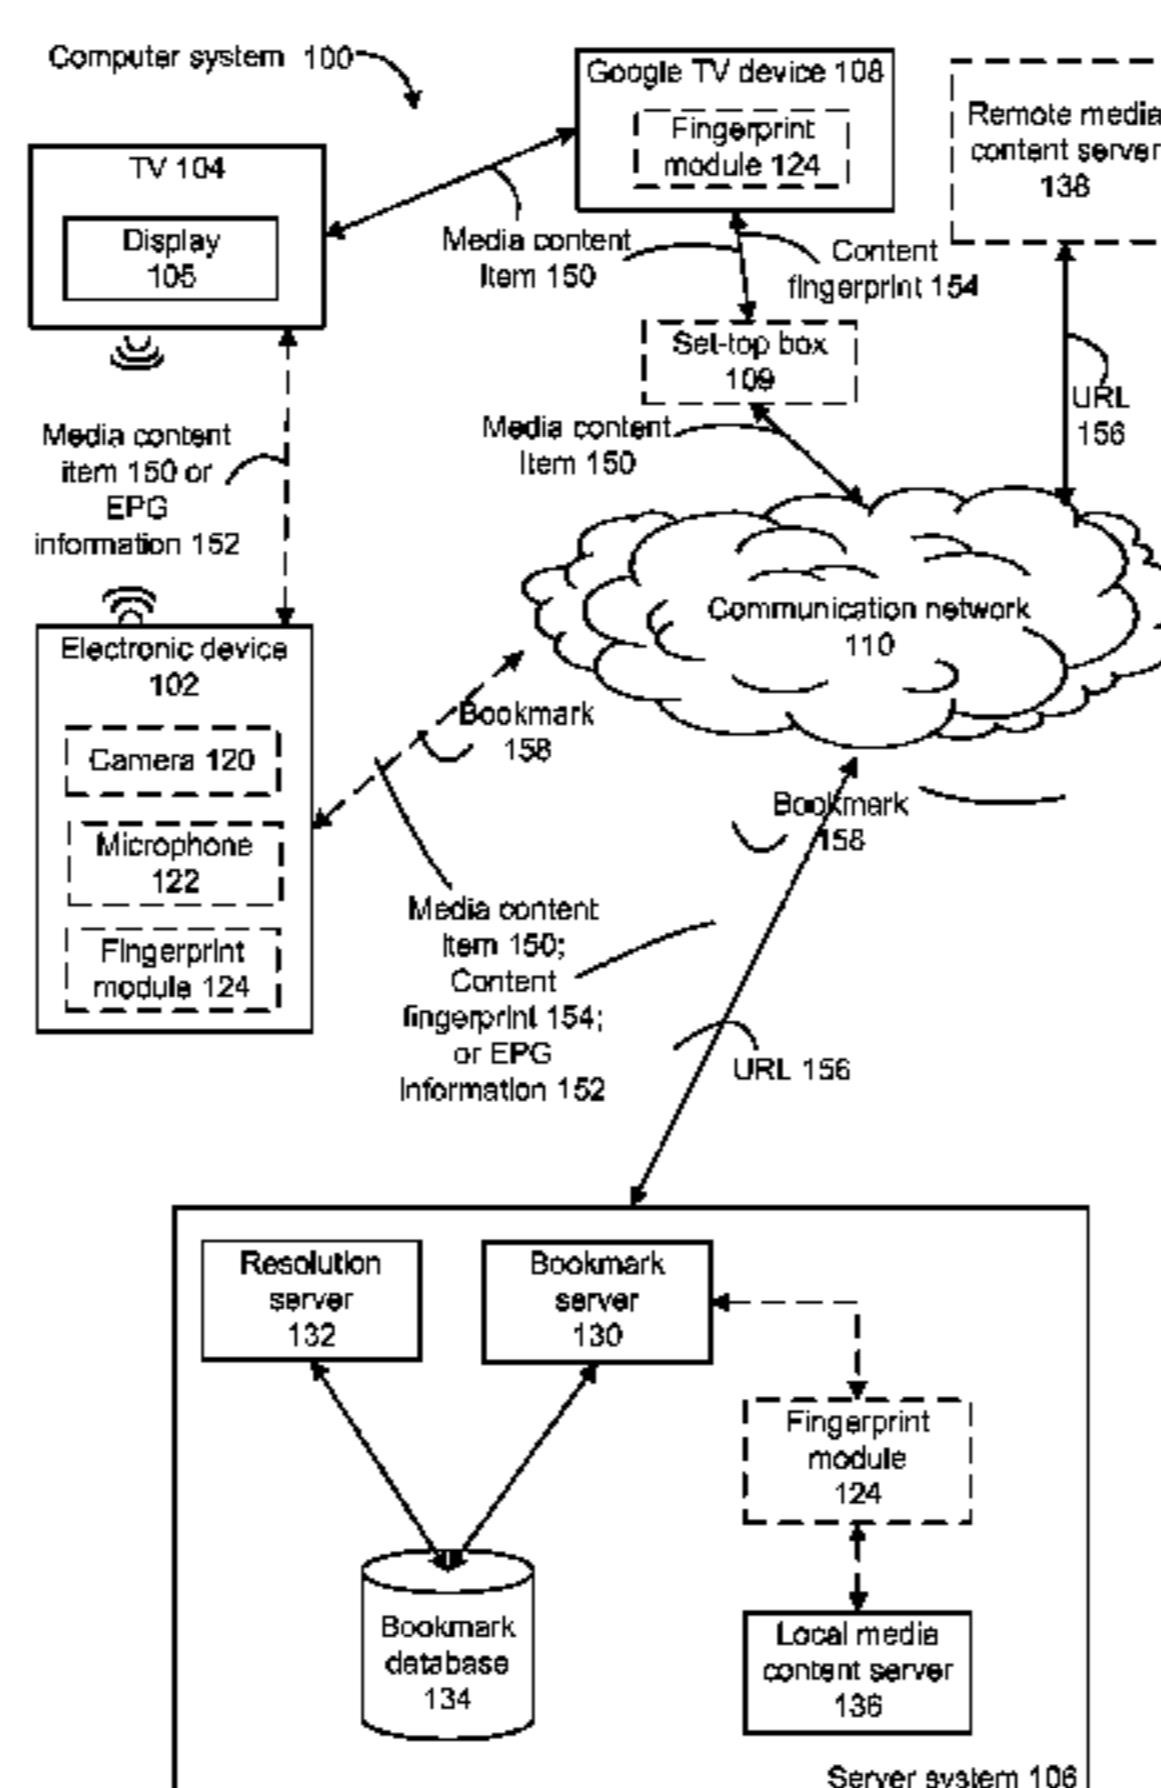 Computer system 100
Google TV device 108
Fingerprint
module 124
Remote media
content server
138
TV 104
Display
105
Media content
Item 150
Content
fingerprint 154
Set-top box
109
URL
156
Media content
Item 150
Media content
item 150 or
EPG
information 152
Communication network
110
Electronic device
102
Camera 120
Microphone
122
Fingerprint
module 124
Bookmark
158
Bookmark
158
Media content
Item 150;
Content
fingerprint 154;
or EPG
Information 152
URL 156
Resolution
server
132
Bookmark
server
130
Fingerprint
module
124
Bookmark
database
134
Local media
content server
136
Server system 106